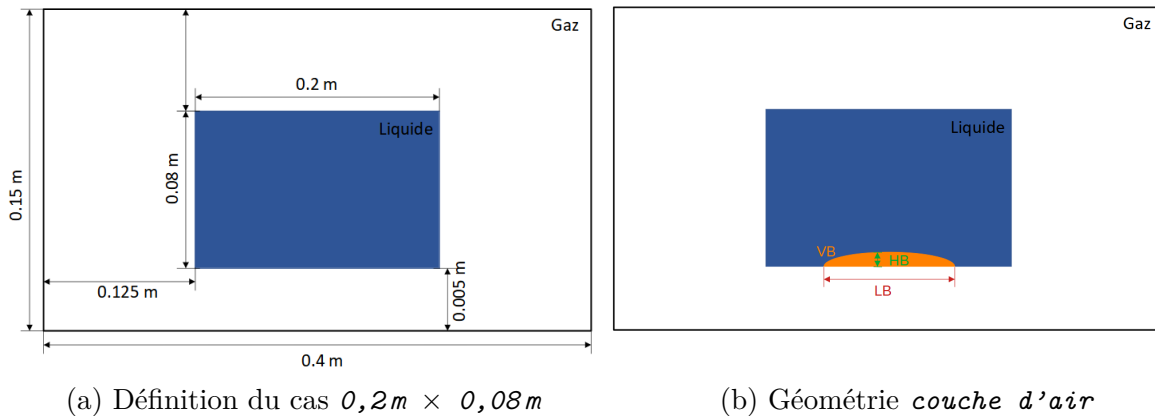 Gaz
0.2 m
Liquide
0.08 m
0.15 m
0.125 m
0.005 m
0.4 m
(a) Définition du cas 0,2m × 0,08m
Gaz
Liquide
VB
HB
LB
(b) Géométrie couche d'air